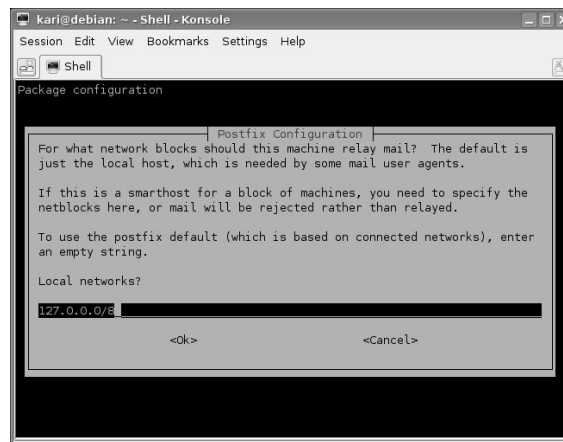 kari@debian: ~ - Shell - Konsole
Session Edit View Bookmarks Settings Help
Shell
Package configuration
Postfix Configuration
For what network blocks should this machine relay mail? The default is
just the local host, which is needed by some mail user agents.
If this is a smarthost for a block of machines, you need to specify the
netblocks here, or mail will be rejected rather than relayed.
To use the postfix default (which is based on connected networks), enter
an empty string.
Local networks?
127.0.0.0/8
<Ok> <Cancel>